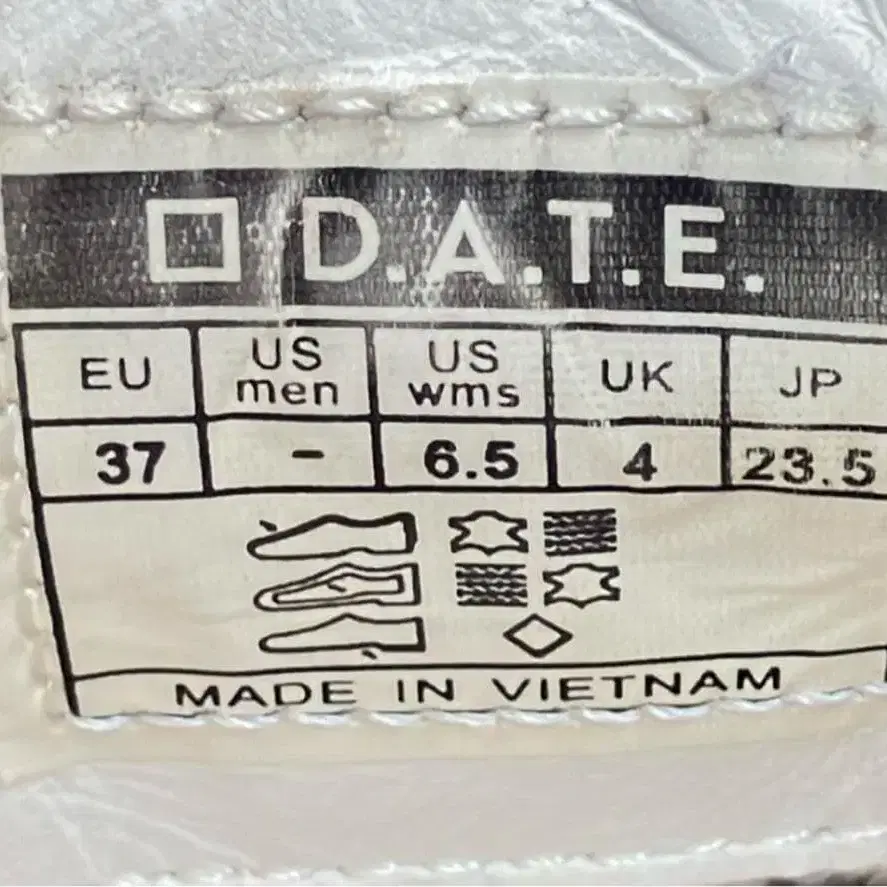 D.A.T.E.
EU US men US wms UK JP
37 - 6.5 4 23.5
MADE IN VIETNAM